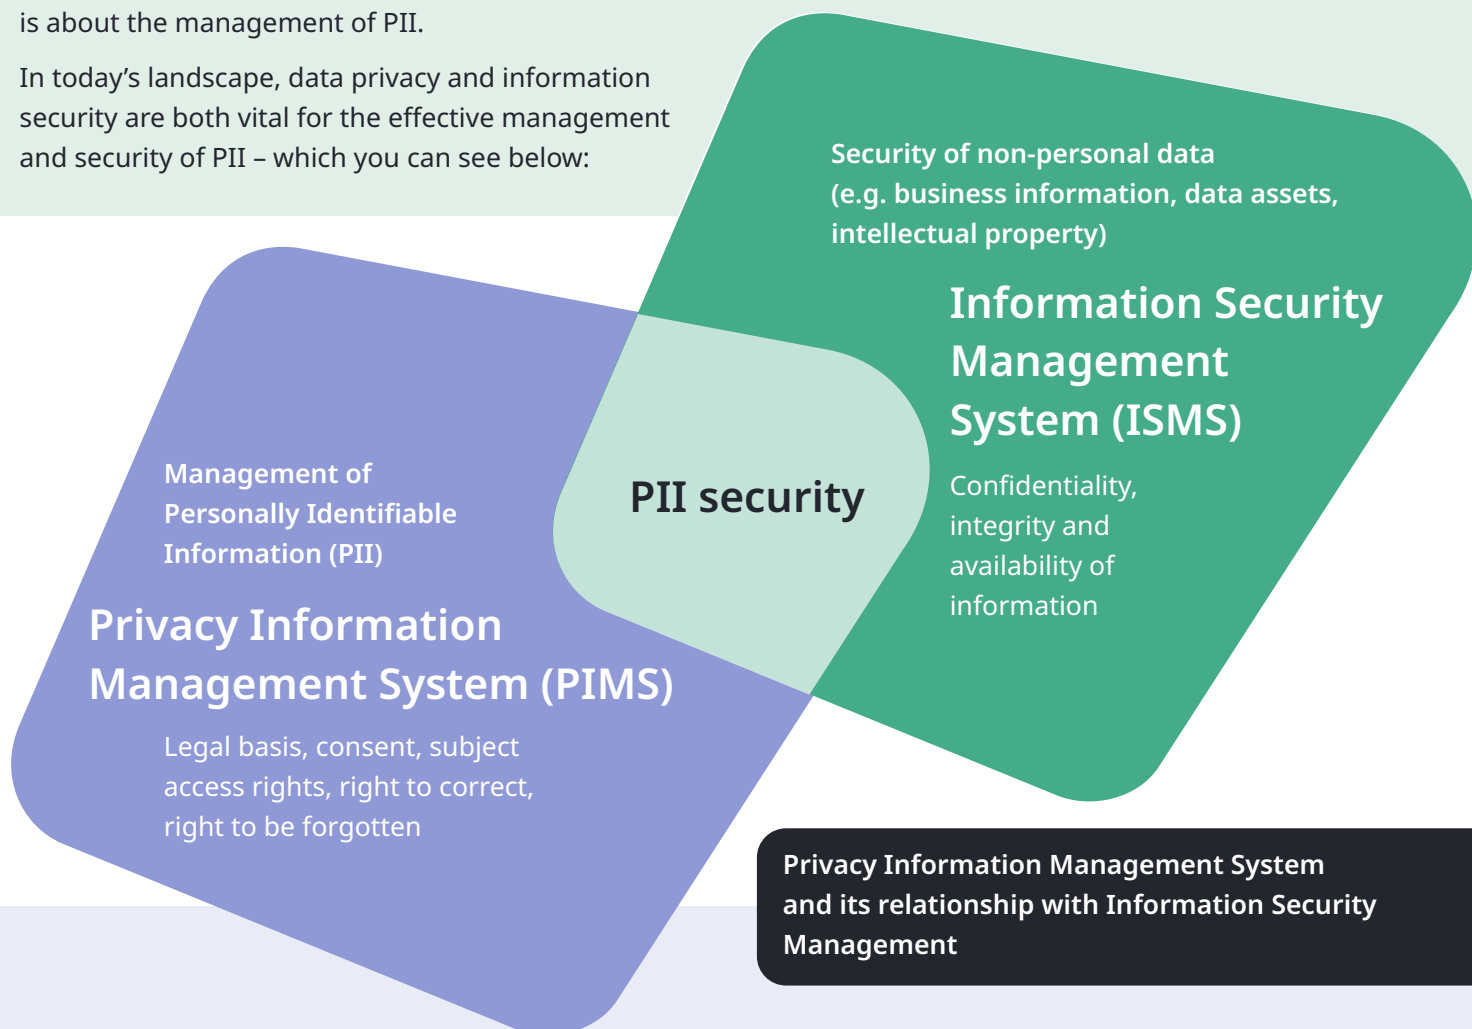 is about the management of PII.
In today’s landscape, data privacy and information
security are both vital for the effective management
and security of PII – which you can see below:
Security of non-personal data
(e.g. business information, data assets,
intellectual property)
Information Security
Management
System (ISMS)
Confidentiality,
integrity and
availability of
information
PII security
Management of
Personally Identifiable
Information (PII)
Privacy Information
Management System (PIMS)
Legal basis, consent, subject
access rights, right to correct,
right to be forgotten
Privacy Information Management System
and its relationship with Information Security
Management